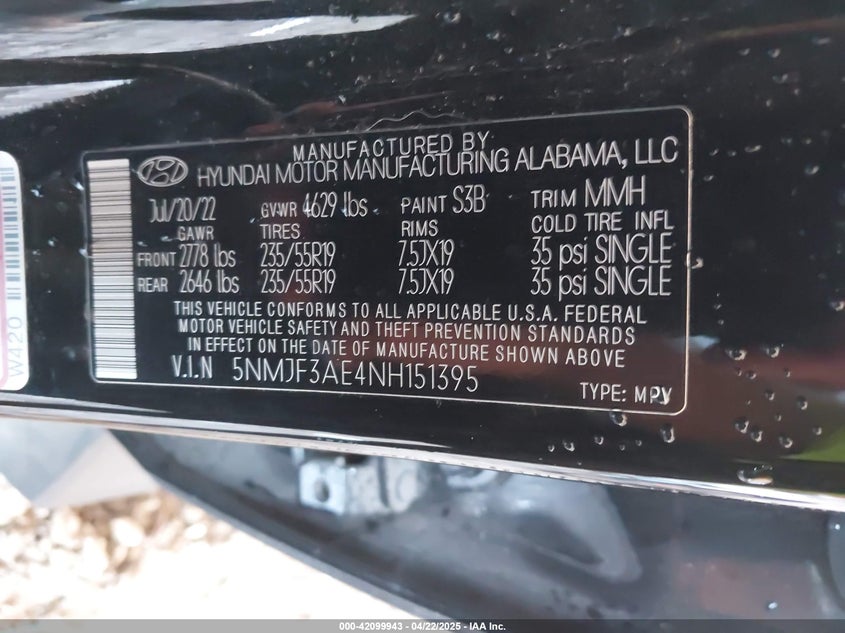 MANUFACTURED BY
HYUNDAI MOTOR MANUFACTURING ALABAMA, LLC
Jul/20/22 GVWR 4629 lbs PAINT S3B TRIM MMH
GAWR TIRES RIMS COLD TIRE INFL
FRONT 2778 lbs 235/55R19 7.5JX19 35 psi SINGLE
REAR 2646 lbs 235/55R19 7.5JX19 35 psi SINGLE
THIS VEHICLE CONFORMS TO ALL APPLICABLE U.S.A. FEDERAL
MOTOR VEHICLE SAFETY AND THEFT PREVENTION STANDARDS
IN EFFECT ON THE DATE OF MANUFACTURE SHOWN ABOVE
V.I.N 5NMJF3AE4NH151395
TYPE: MPV
W420
000-42099943 - 04/22/2025 - IAA Inc.